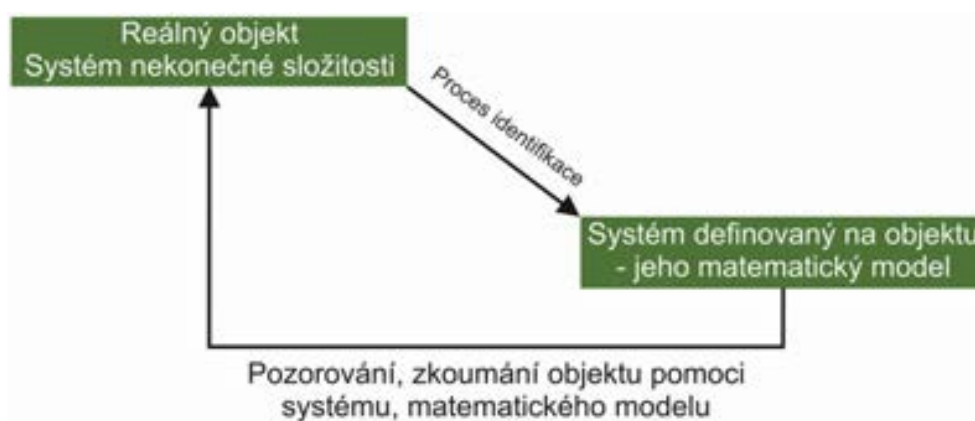 Reálný objekt
Systém nekonečné složitosti
Proces identifikace
Systém definovaný na objektu
- jeho matematický model
Pozorování, zkoumání objektu pomoci
systému, matematického modelu